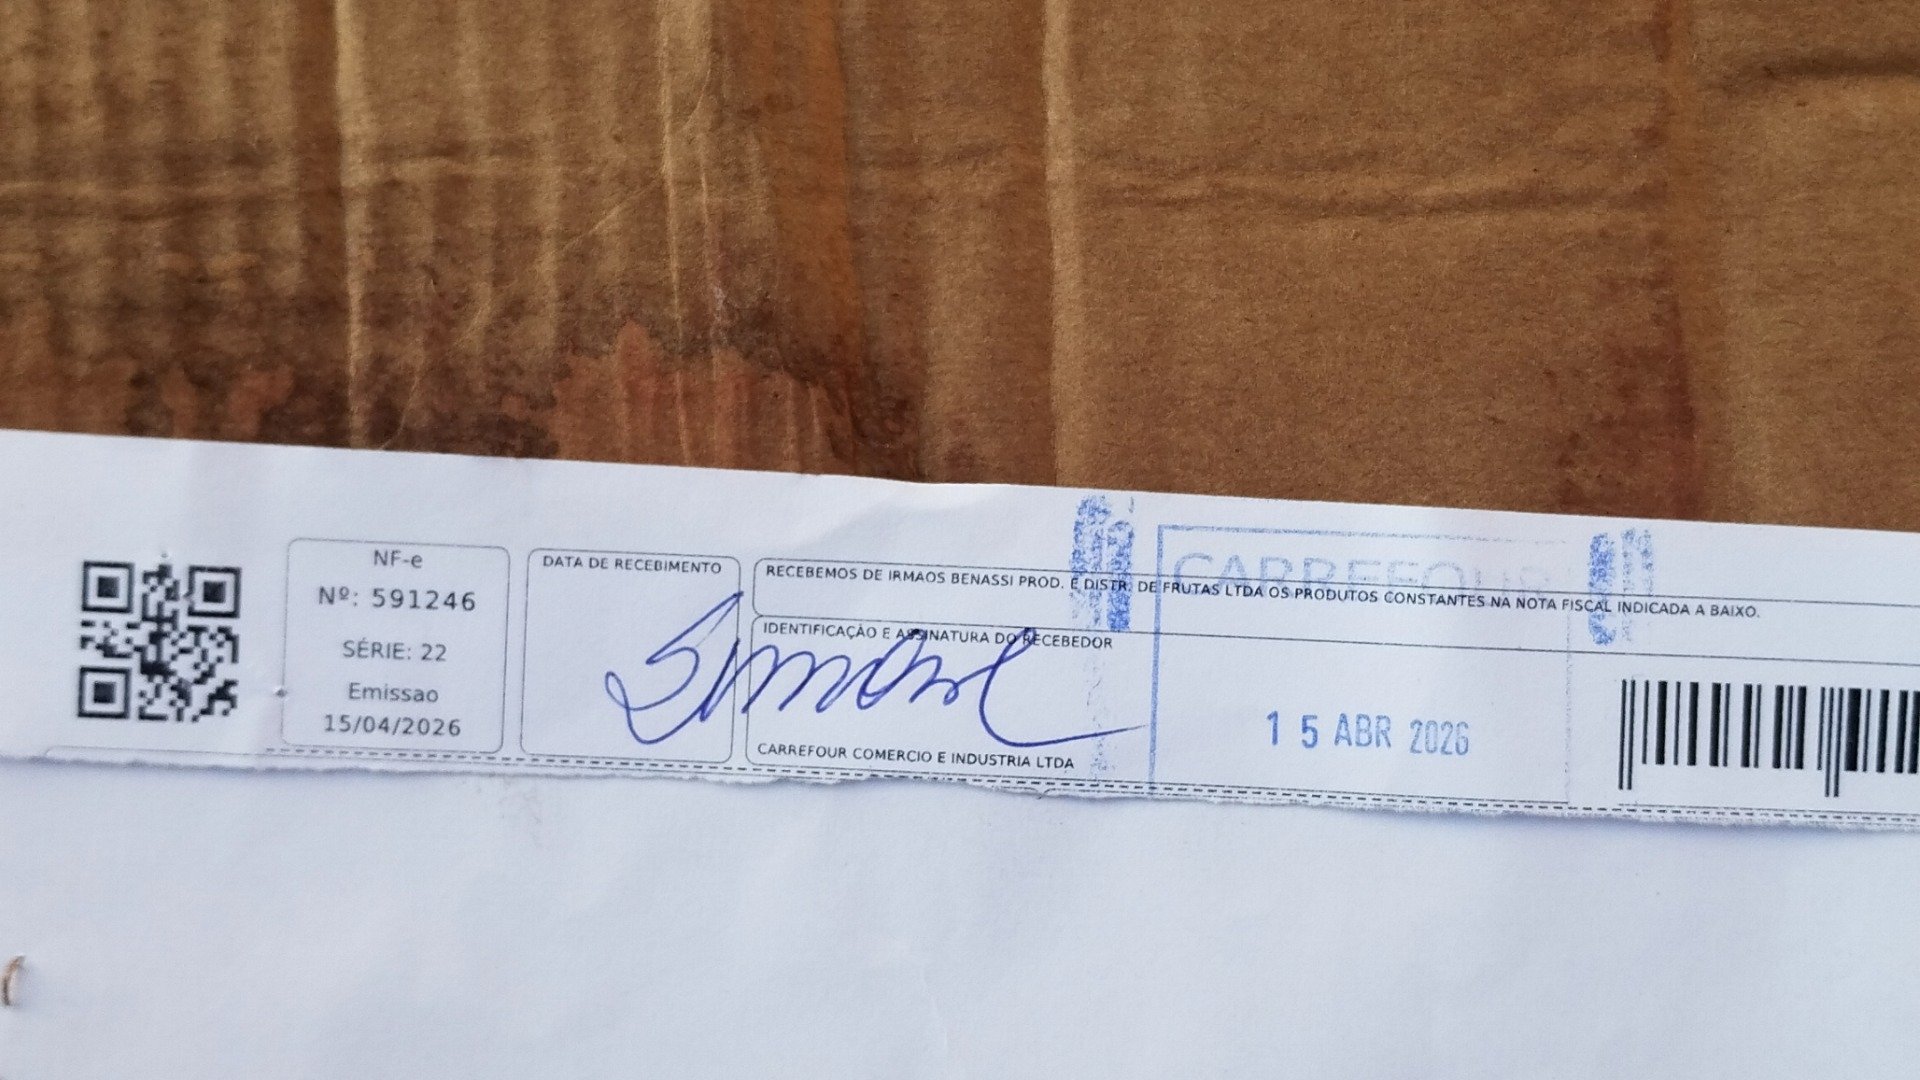 NF-e
Nº: 591246
SÉRIE: 22
Emissao
15/04/2026
DATA DE RECEBIMENTO
RECEBEMOS DE IRMAOS BENASSI PROD. E DISTR. DE FRUTAS LTDA OS PRODUTOS CONSTANTES NA NOTA FISCAL INDICADA A BAIXO.
IDENTIFICAÇÃO E ASSINATURA DO RECEBEDOR
Simone
CARREFOUR COMERCIO E INDUSTRIA LTDA
CARREFOUR
15 ABR 2026